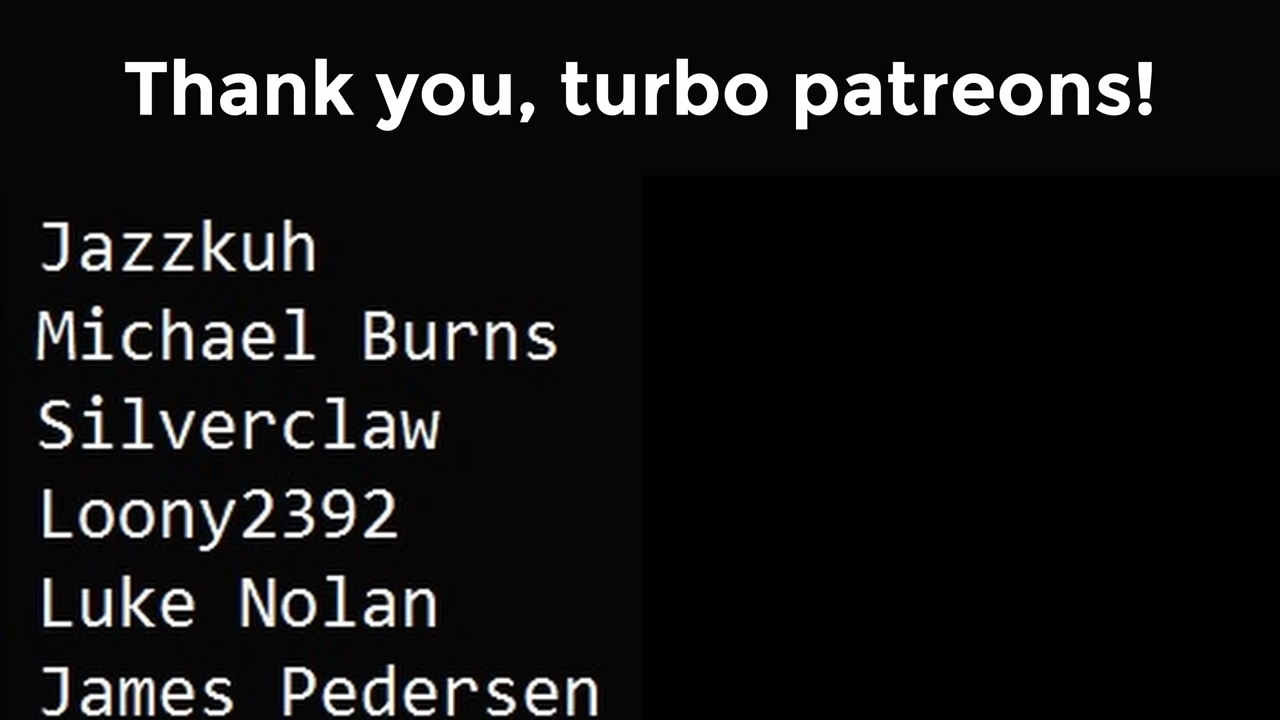 Thank you, turbo patreons!
Jazzkuh
Michael Burns
Silverclaw
Loony2392
Luke Nolan
James Pedersen